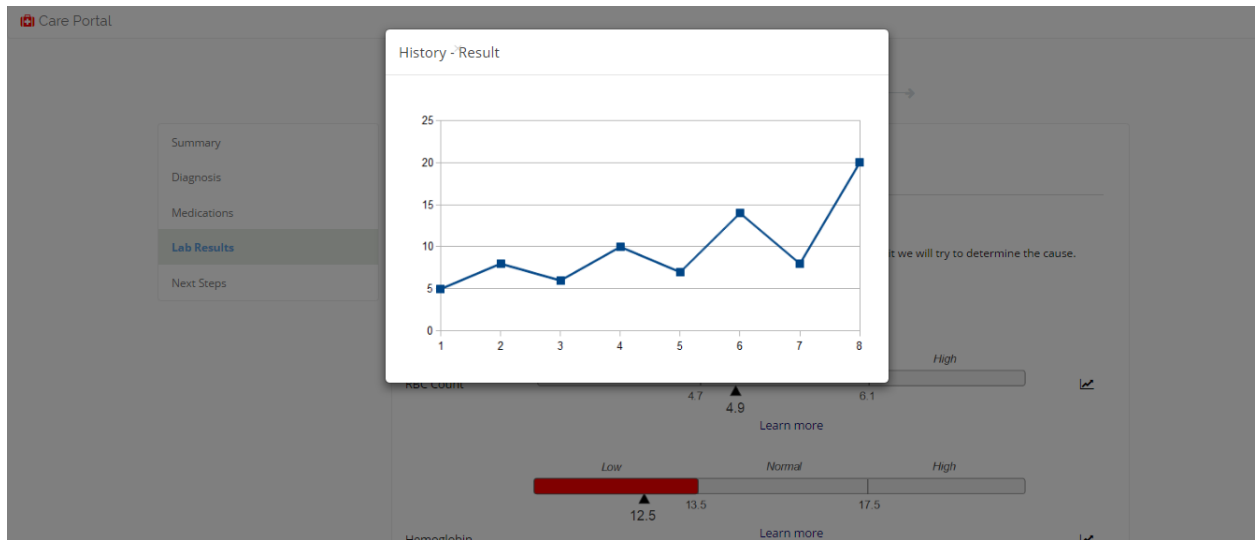 Care Portal
History - Result
25
20
15
10
5
0
1 2 3 4 5 6 7 8
Summary
Diagnosis
Medications
Lab Results
Next Steps
it we will try to determine the cause.
High
RBC Count
4.7 6.1
4.9
Learn more
Low Normal High
13.5 17.5
12.5
Learn more
Hemoglobin